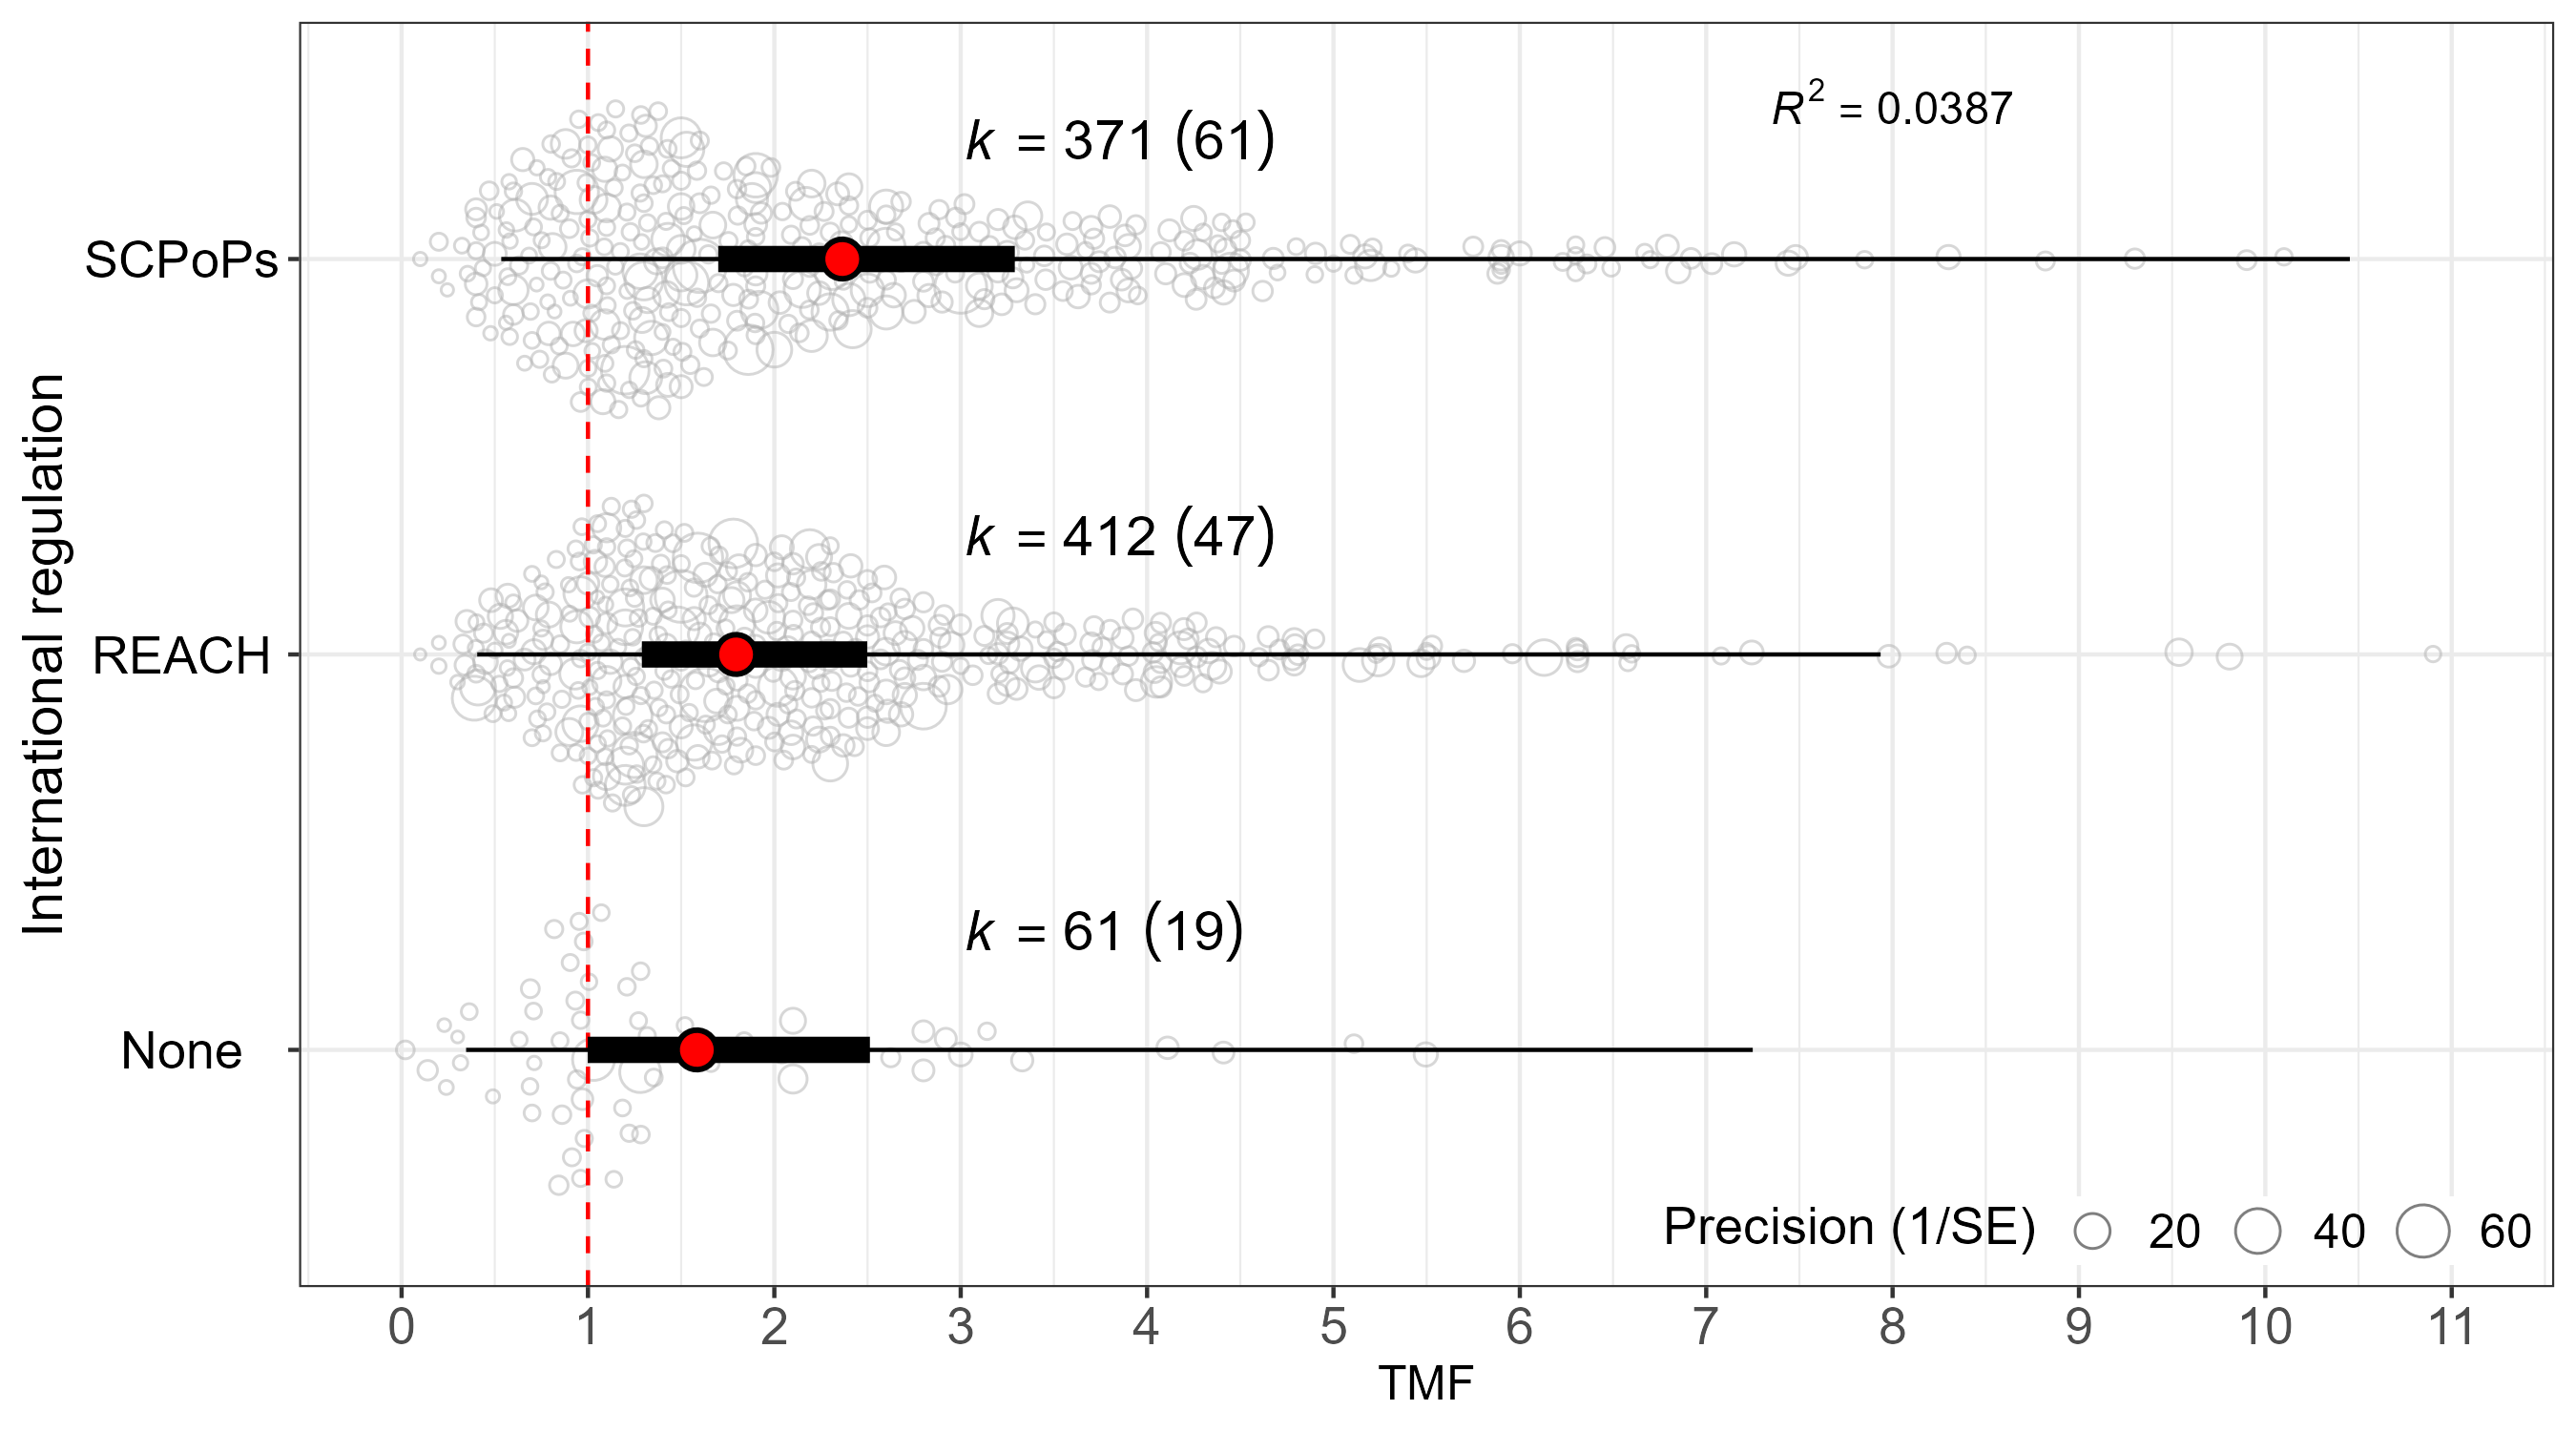 R² = 0.0387
k = 371 (61)
SCPoPs
k = 412 (47)
REACH
k = 61 (19)
None
International regulation
Precision (1/SE) 20 40 60
0 1 2 3 4 5 6 7 8 9 10 11
TMF